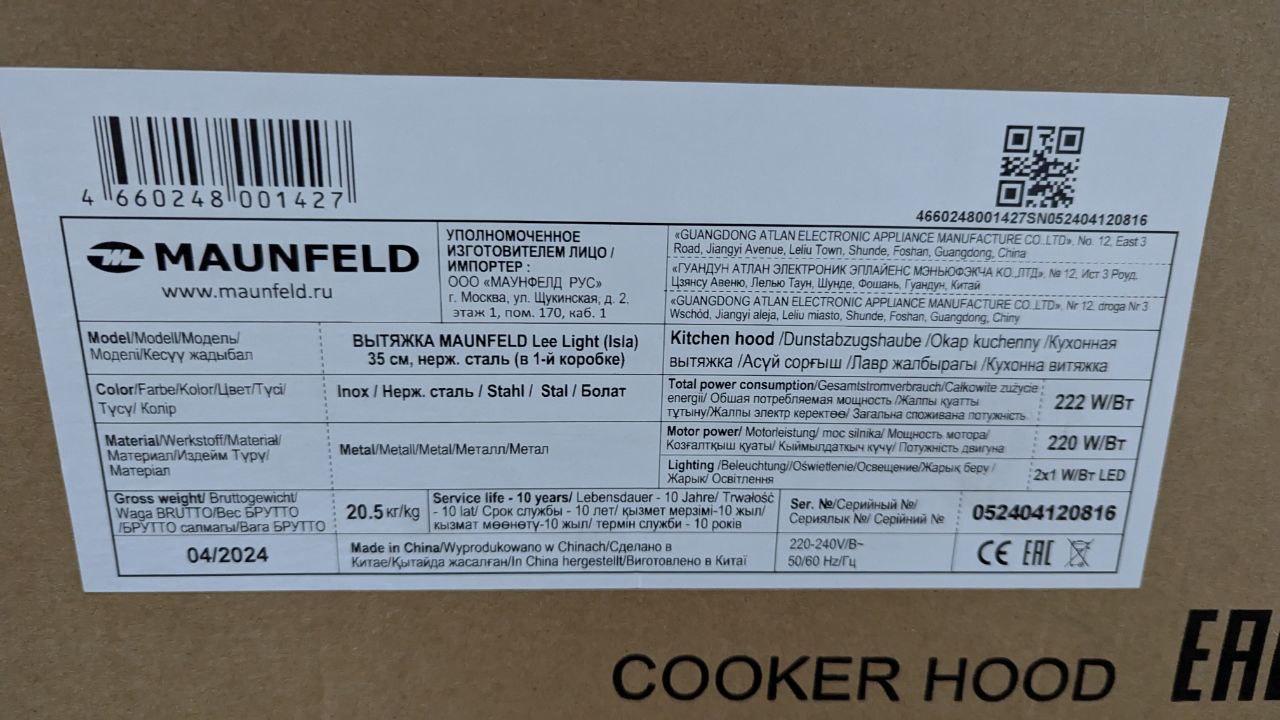 4 660248 001427
4660248001427SN052404120816
MAUNFELD
www.maunfeld.ru
УПОЛНОМОЧЕННОЕ
ИЗГОТОВИТЕЛЕМ ЛИЦО /
ИМПОРТЕР :
ООО «МАУНФЕЛД РУС»
г. Москва, ул. Щукинская, д. 2,
этаж 1, пом. 170, каб. 1
«GUANGDONG ATLAN ELECTRONIC APPLIANCE MANUFACTURE CO.,LTD», No. 12, East 3
Road, Jiangyi Avenue, Leliu Town, Shunde, Foshan, Guangdong, China
«ГУАНДУН АТЛАН ЭЛЕКТРОНИК ЭПЛАЙЕНС МЭНЬЮФЭКЧА КО.,ЛТД», № 12, Ист 3 Роуд,
Цзянсу Авеню, Лелью Таун, Шунде, Фошань, Гуандун, Китай
«GUANGDONG ATLAN ELECTRONIC APPLIANCE MANUFACTURE CO.,LTD», Nr 12, droga Nr 3
Wschód, Jiangyi aleja, Leliu miasto, Shunde, Foshan, Guangdong, Chiny
Model/Modell/Модель/
Моделі/Кесүү жадыбал
ВЫТЯЖКА MAUNFELD Lee Light (Isla)
35 см, нерж. сталь (в 1-й коробке)
Kitchen hood /Dunstabzugshaube /Okap kuchenny /Кухонная
вытяжка /Асүй сорғыш /Лавр жалбырагы /Кухонна витяжка
Color/Farbe/Kolor/Цвет/Түсі/
Түсү/ Колір
Inox / Нерж. сталь / Stahl / Stal / Болат
Total power consumption/Gesamtstromverbrauch/Całkowite zużycie
energii/ Общая потребляемая мощность /Жалпы қуатты
тұтыну/Жалпы электр керектөө/ Загальна споживана потужність
222 W/Вт
Material/Werkstoff/Materiał/
Материал/Издейм Түрү/
Матеріал
Metal/Metall/Metal/Металл/Метал
Motor power/ Motorleistung/ moc silnika/ Мощность мотора/
Козғалтқыш қуаты/ Кыймылдаткыч күчү/ Потужність двигуна
220 W/Вт
Lighting /Beleuchtung//Oświetlenie/Освещение/Жарық беру /
Жарык/ Освітлення
2x1 W/Вт LED
Gross weight/ Bruttogewicht/
Waga BRUTTO/Вес БРУТТО
/БРУТТО салмағы/Вага БРУТТО
20.5 кг/kg
Service life - 10 years/ Lebensdauer - 10 Jahre/ Trwałość
- 10 lat/ Срок службы - 10 лет/ қызмет мерзімі-10 жыл/
кызмат мөөнөтү-10 жыл/ термін служби - 10 років
Ser. №/Серийный №/
Сериялык №/ Серійний №
052404120816
04/2024
Made in China/Wyprodukowano w Chinach/Сделано в
Китае/Қытайда жасалған/In China hergestellt/Виготовлено в Китаї
220-240V/В~
50/60 Hz/Гц
CE EAC
COOKER HOOD